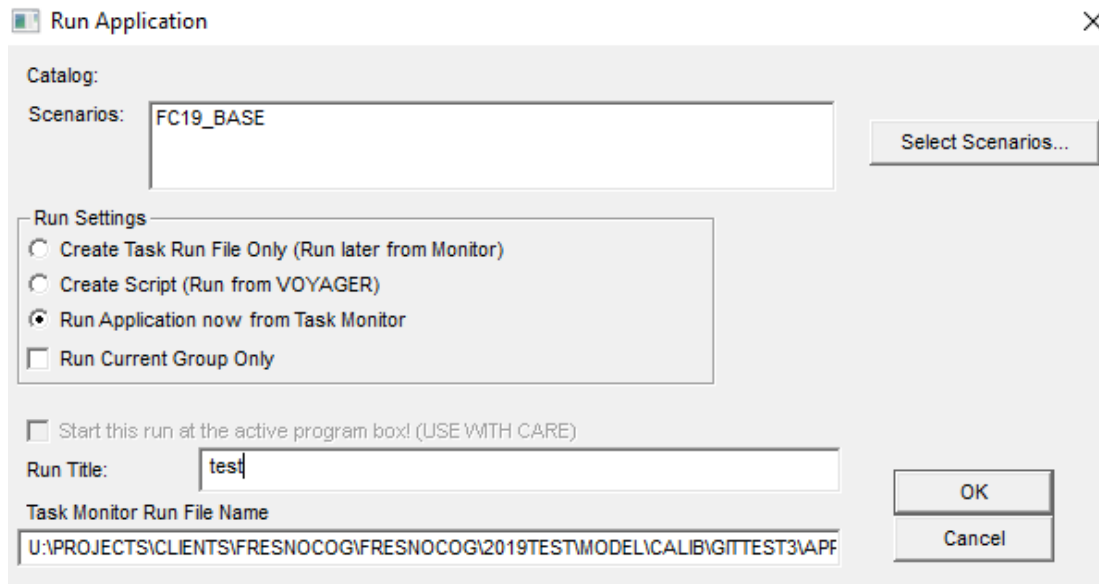 Run Application
Catalog:
Scenarios:
FC19_BASE
Select Scenarios...
Run Settings
Create Task Run File Only (Run later from Monitor)
Create Script (Run from VOYAGER)
Run Application now from Task Monitor
Run Current Group Only
Start this run at the active program box! (USE WITH CARE)
Run Title:
test
OK
Task Monitor Run File Name
Cancel
U:\PROJECTS\CLIENTS\FRESNOCOG\FRESNOCOG\2019TEST\MODEL\CALIB\GITTEST3\APP